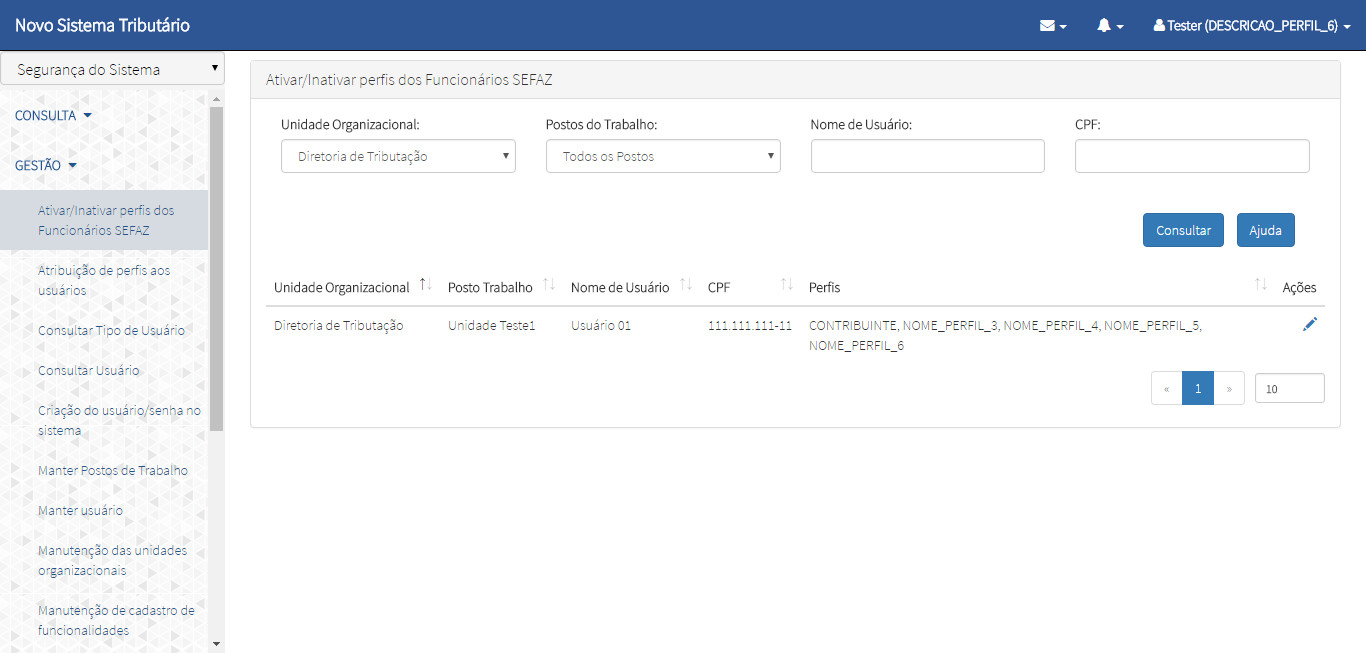 Novo Sistema Tributário
Tester (DESCRICAO_PERFIL_6)
Segurança do Sistema
CONSULTA
GESTÃO
Ativar/Inativar perfis dos
Funcionários SEFAZ
Atribuição de perfis aos
usuários
Consultar Tipo de Usuário
Consultar Usuário
Criação do usuário/senha no
sistema
Manter Postos de Trabalho
Manter usuário
Manutenção das unidades
organizacionais
Manutenção de cadastro de
funcionalidades
Ativar/Inativar perfis dos Funcionários SEFAZ
Unidade Organizacional: Postos do Trabalho: Nome de Usuário: CPF:
Diretoria de Tributação Todos os Postos
Consultar Ajuda
Unidade Organizacional Posto Trabalho Nome de Usuário CPF Perfis Ações
Diretoria de Tributação Unidade Teste1 Usuário 01 111.111.111-11 CONTRIBUINTE, NOME_PERFIL_3, NOME_PERFIL_4, NOME_PERFIL_5,
NOME_PERFIL_6
« 1 » 10